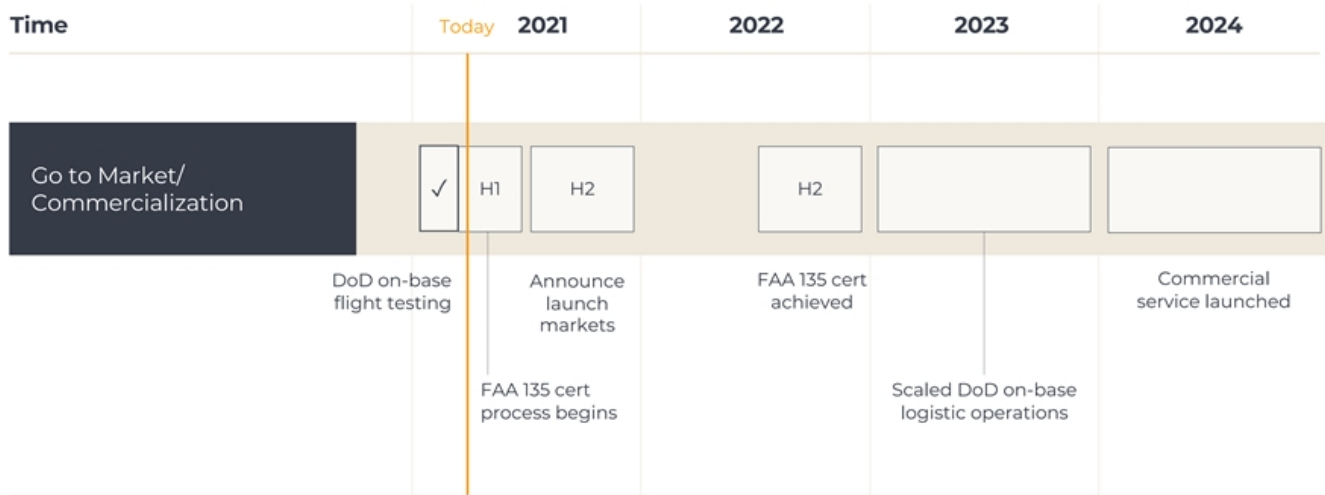 Time
Today
2021
2022
2023
2024
Go to Market/
Commercialization
✓
H1
H2
H2
DoD on-base
flight testing
Announce
launch
markets
FAA 135 cert
achieved
Commercial
service launched
FAA 135 cert
process begins
Scaled DoD on-base
logistic operations